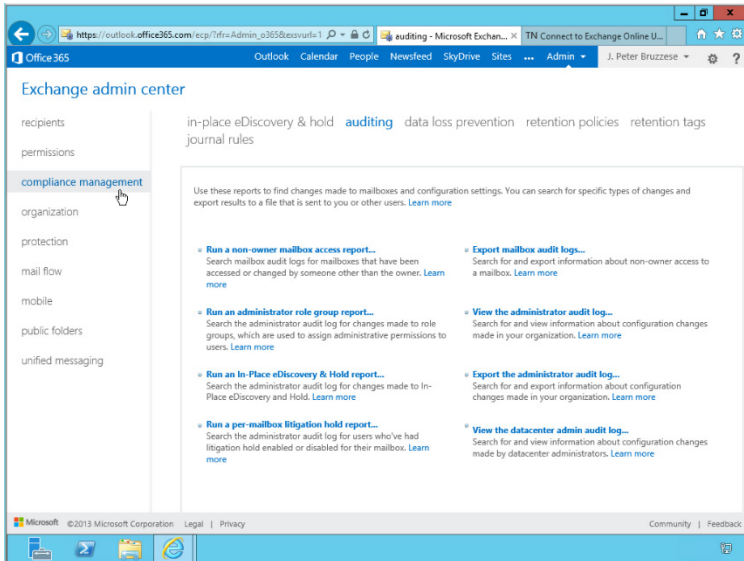 https://outlook.office365.com/ecp/?rfr=Admin_o365&exsvurl=1
auditing - Microsoft Exchan...
TN Connect to Exchange Online U...
Office 365
Outlook Calendar People Newsfeed SkyDrive Sites ... Admin
J. Peter Bruzzese
?
Exchange admin center
recipients
permissions
compliance management
organization
protection
mail flow
mobile
public folders
unified messaging
in-place eDiscovery & hold auditing data loss prevention retention policies retention tags
journal rules
Use these reports to find changes made to mailboxes and configuration settings. You can search for specific types of changes and
export results to a file that is sent to you or other users. Learn more
Run a non-owner mailbox access report...
Search mailbox audit logs for mailboxes that have been
accessed or changed by someone other than the owner. Learn
more
Run an administrator role group report...
Search the administrator audit log for changes made to role
groups, which are used to assign administrative permissions to
users. Learn more
Run an In-Place eDiscovery & Hold report...
Search the administrator audit log for changes made to In-
Place eDiscovery and Hold. Learn more
Run a per-mailbox litigation hold report...
Search the administrator audit log for users who've had
litigation hold enabled or disabled for their mailbox. Learn
more
Export mailbox audit logs...
Search for and export information about non-owner access to
a mailbox. Learn more
View the administrator audit log...
Search for and view information about configuration changes
made in your organization. Learn more
Export the administrator audit log...
Search for and export information about configuration
changes made in your organization. Learn more
View the datacenter admin audit log...
Search for and view information about configuration changes
made by datacenter administrators. Learn more
Microsoft ©2013 Microsoft Corporation Legal | Privacy
Community | Feedback